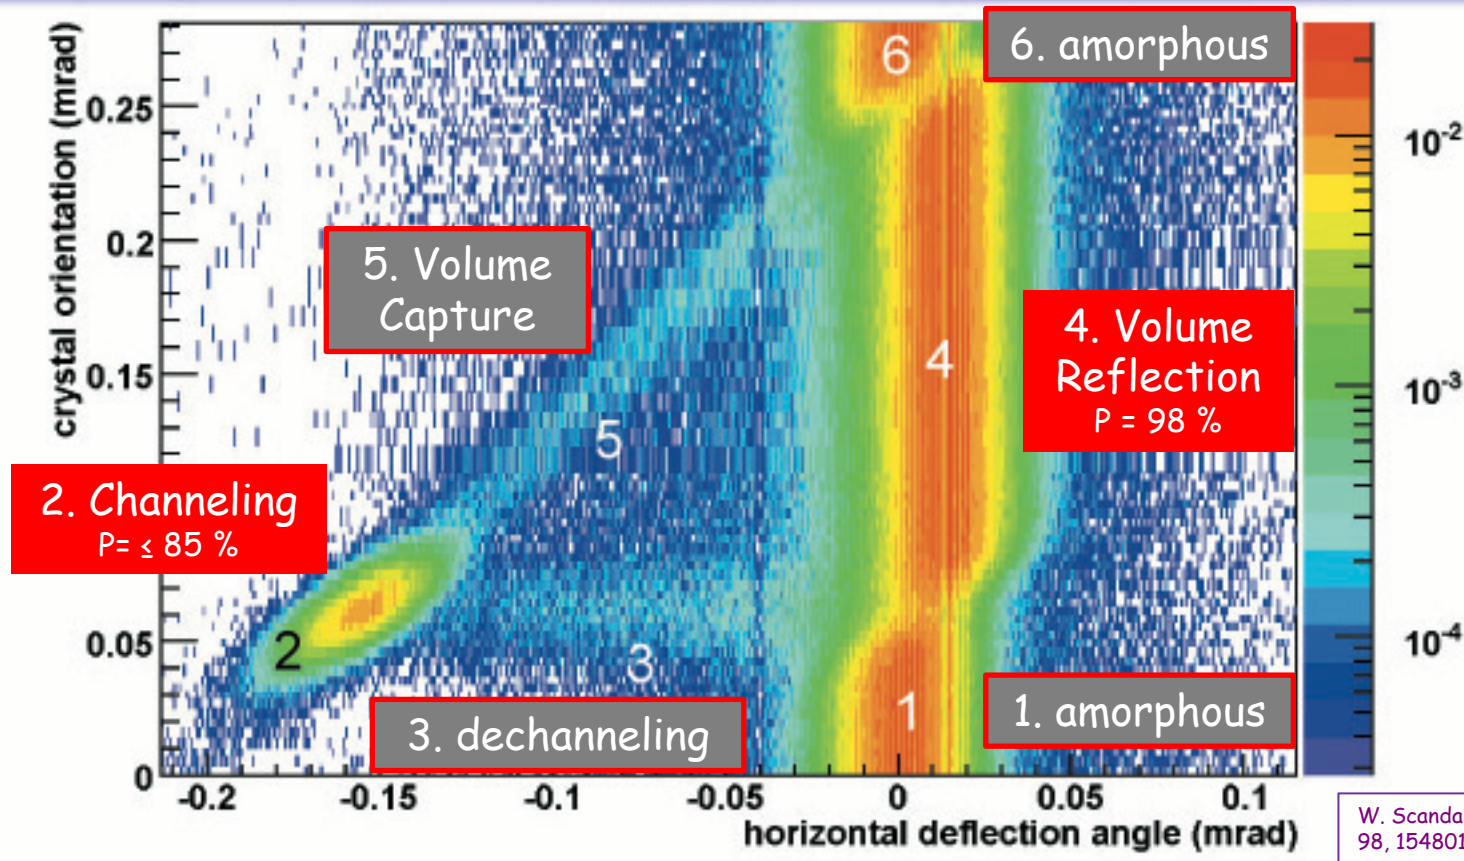 6
6. amorphous
crystal orientation (mrad)
0.25
10-2
0.2
5. Volume
Capture
4
4. Volume
Reflection
P = 98 %
0.15
10-3
5
2. Channeling
P= ≤ 85 %
0.05
2
3
10-4
1
1. amorphous
3. dechanneling
0
-0.2
-0.15
-0.1
-0.05
0
0.05
0.1
horizontal deflection angle (mrad)
W. Scanda
98, 154801